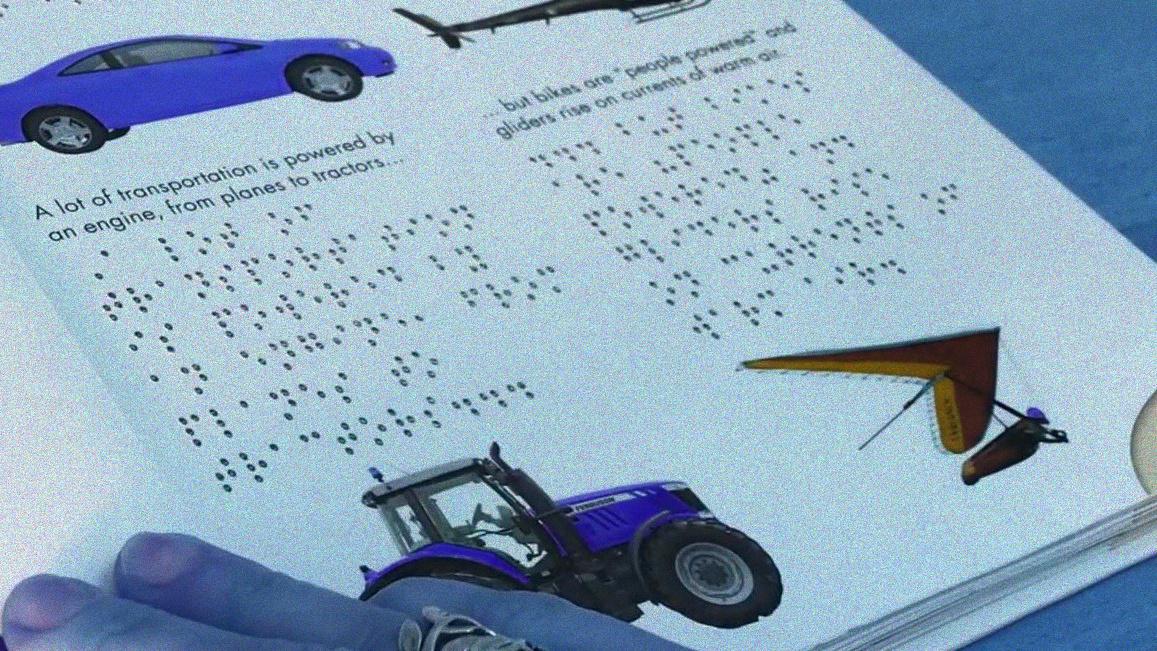 A lot of transportation is powered by
an engine, from planes to tractors...
...but bikes are "people powered" and
gliders rise on currents of warm air.
FERGUSON